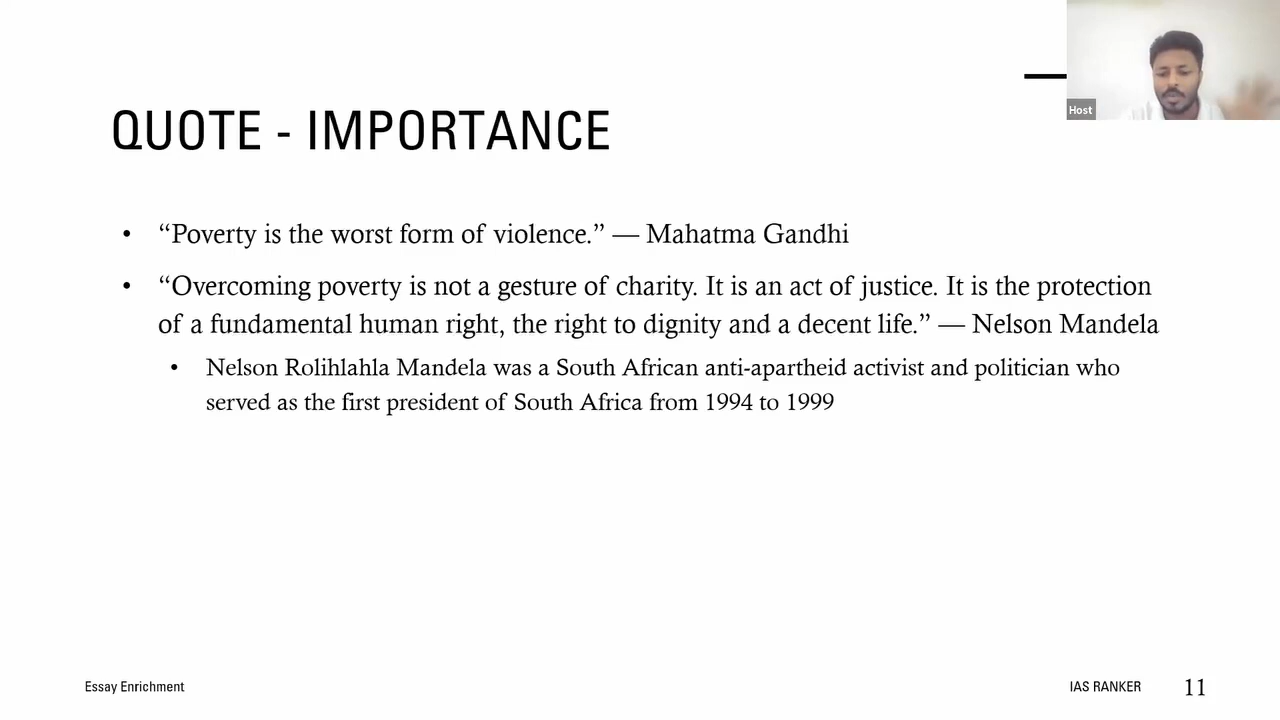 Host
QUOTE - IMPORTANCE
• “Poverty is the worst form of violence.” — Mahatma Gandhi
• “Overcoming poverty is not a gesture of charity. It is an act of justice. It is the protection
of a fundamental human right, the right to dignity and a decent life.” — Nelson Mandela
• Nelson Rolihlahla Mandela was a South African anti-apartheid activist and politician who
served as the first president of South Africa from 1994 to 1999
Essay Enrichment
IAS RANKER
11